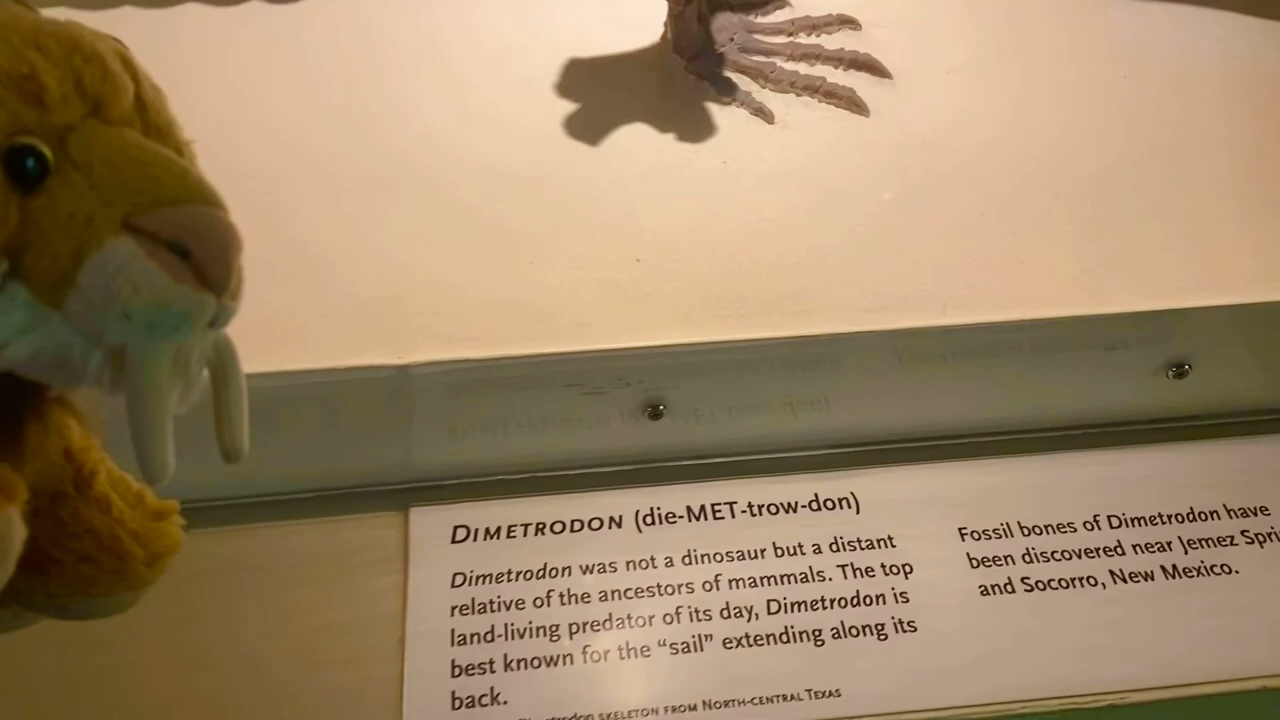 DIMETRODON (die-MET-trow-don)
Dimetrodon was not a dinosaur but a distant
relative of the ancestors of mammals. The top
land-living predator of its day, Dimetrodon is
best known for the “sail” extending along its
back.
SKELETON FROM NORTH-CENTRAL TEXAS
Fossil bones of Dimetrodon have
been discovered near Jemez
and Socorro, New Mexico.